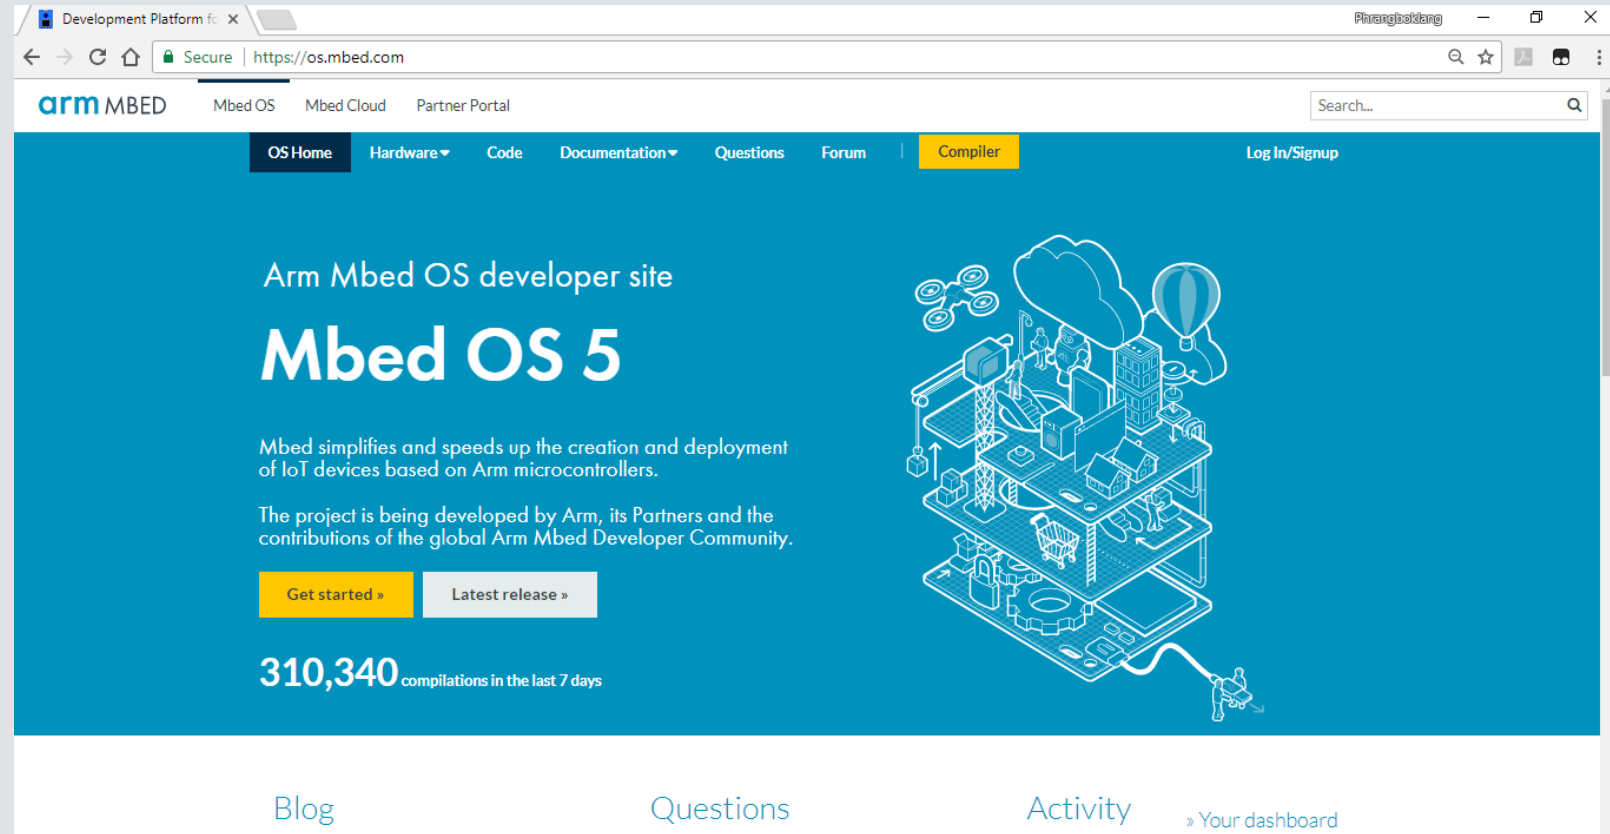 Development Platform fo
Phrangboklang
Secure | https://os.mbed.com
arm MBED
Mbed OS
Mbed Cloud
Partner Portal
Search...
OS Home
Hardware
Code
Documentation
Questions
Forum
|
Compiler
Log In/Signup
Arm Mbed OS developer site
Mbed OS 5
Mbed simplifies and speeds up the creation and deployment
of IoT devices based on Arm microcontrollers.
The project is being developed by Arm, its Partners and the
contributions of the global Arm Mbed Developer Community.
Get started »
Latest release »
310,340 compilations in the last 7 days
Blog
Questions
Activity
» Your dashboard